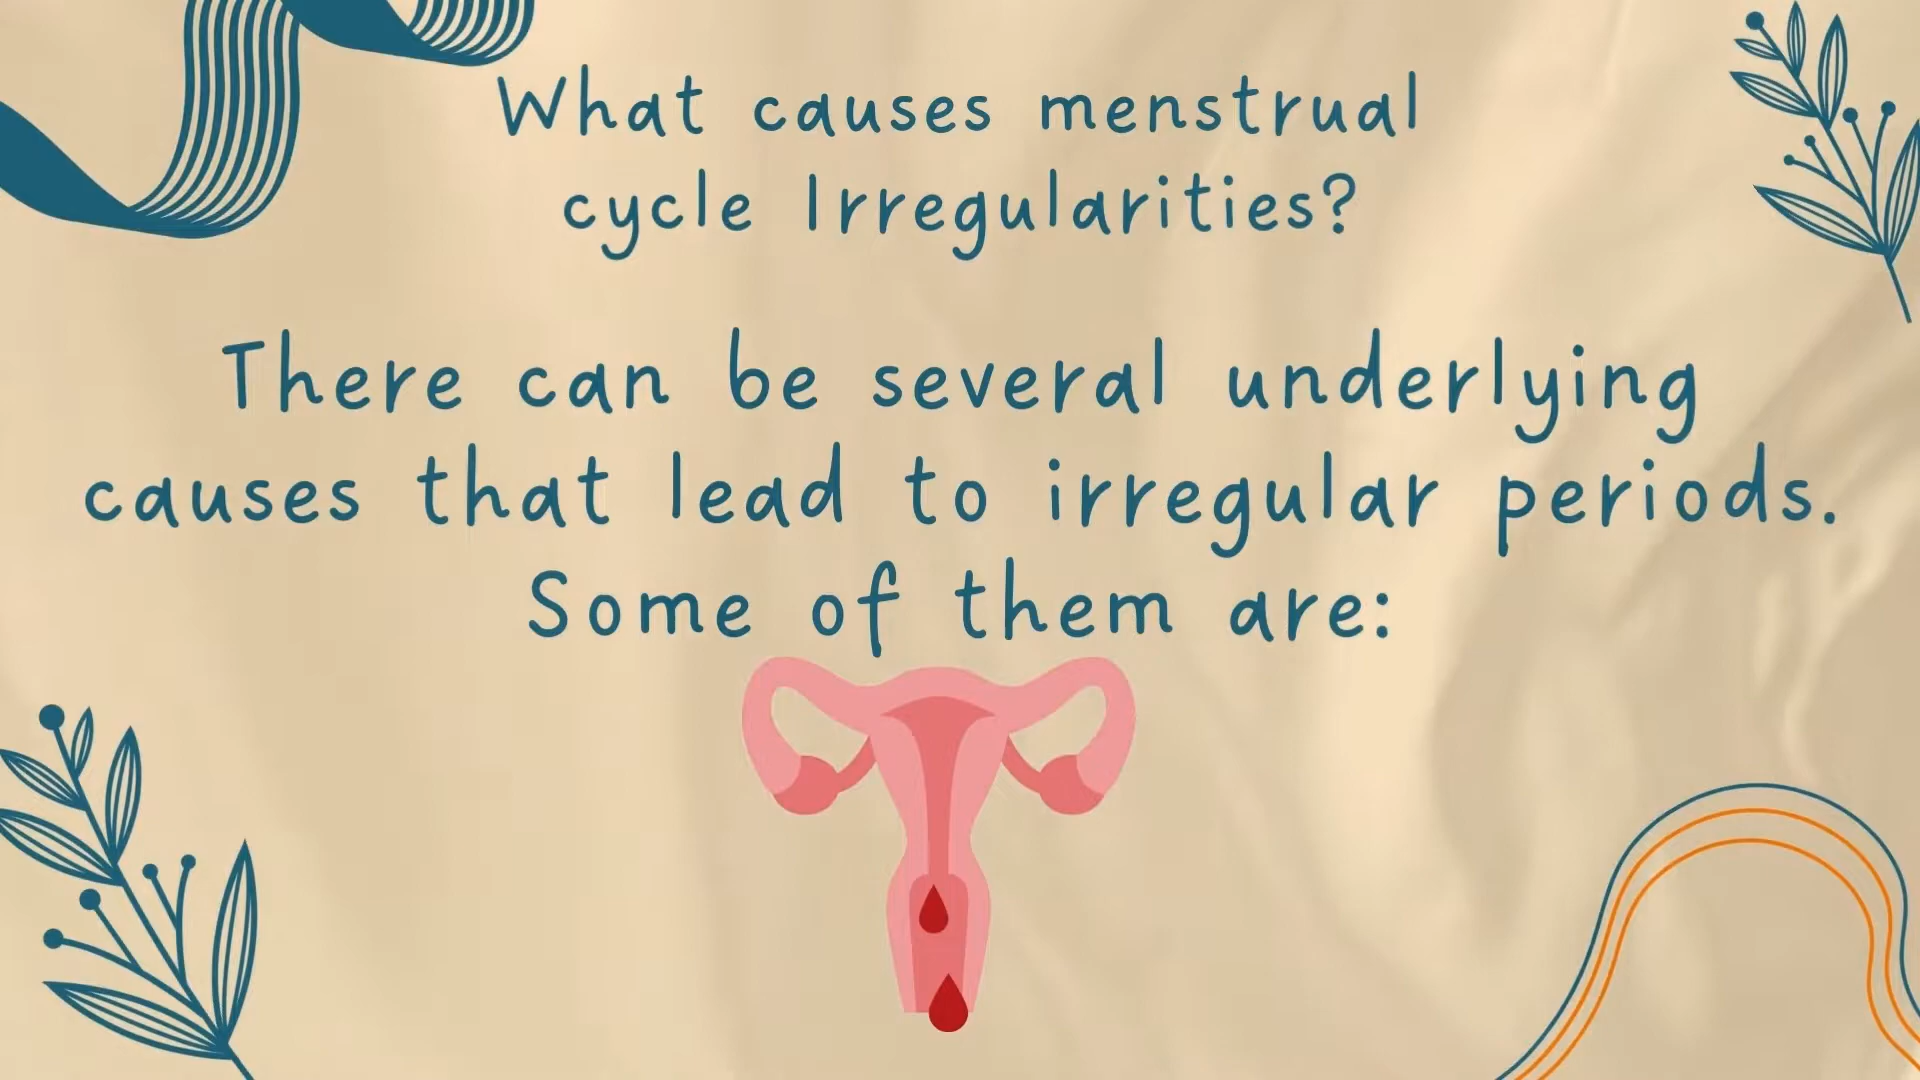 What causes menstrual
cycle Irregularities?
There can be several underlying
causes that lead to irregular periods.
Some of them are: